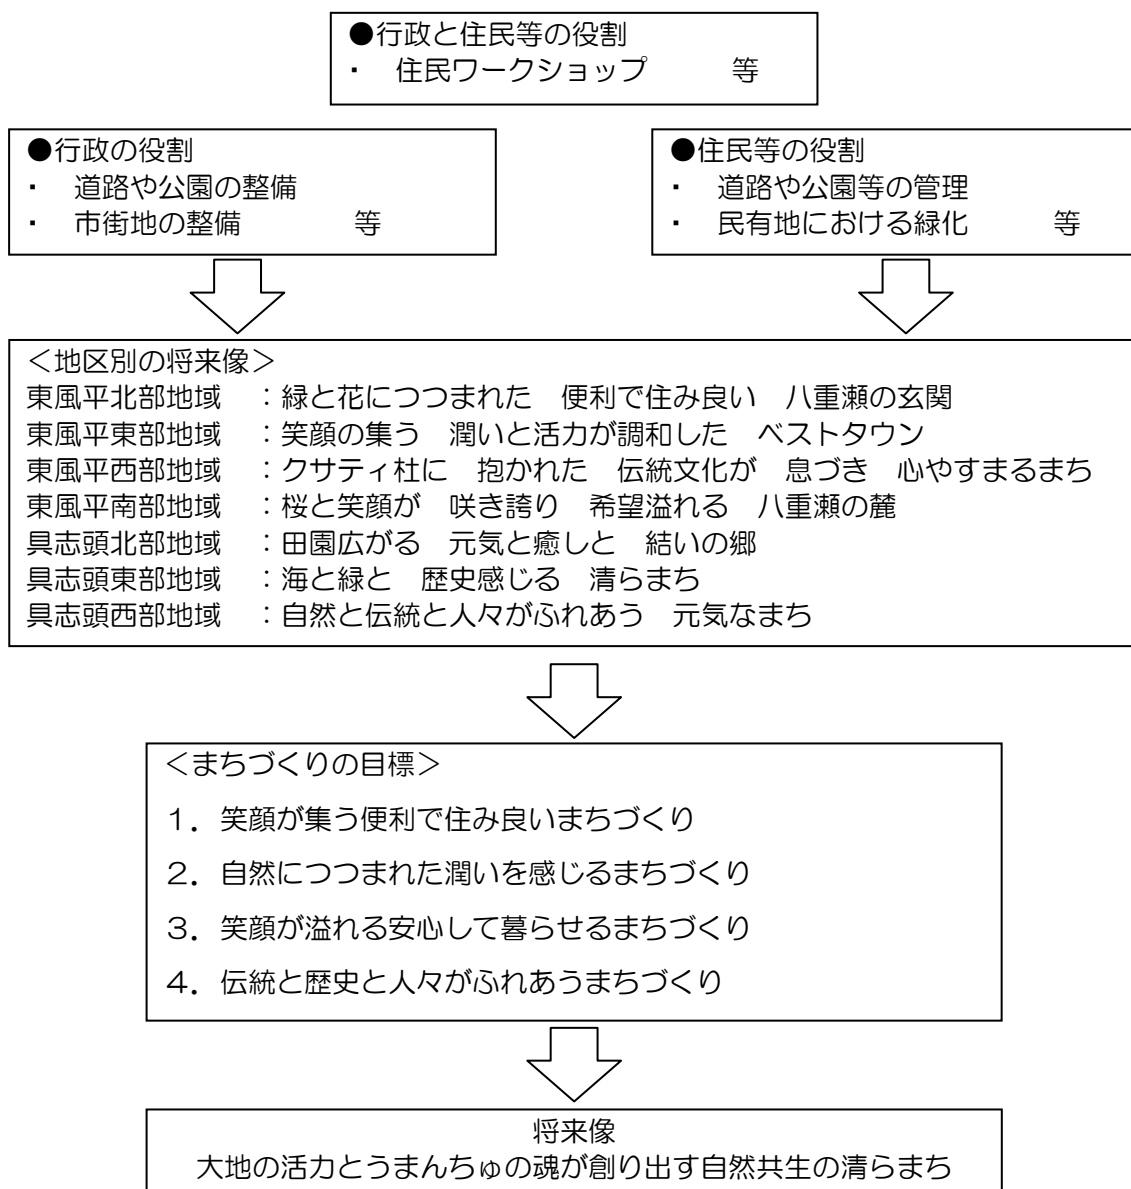 ●行政と住民等の役割
・ 住民ワークショップ 等
●行政の役割
・ 道路や公園の整備
・ 市街地の整備 等
●住民等の役割
・ 道路や公園等の管理
・ 民有地における緑化 等
＜地区別の将来像＞
東風平北部地域 ：緑と花につつまれた 便利で住み良い 八重瀬の玄関
東風平東部地域 ：笑顔の集う 潤いと活力が調和した ベストタウン
東風平西部地域 ：クサティ杜に 抱かれた 伝統文化が 息づき 心やすまるまち
東風平南部地域 ：桜と笑顔が 咲き誇り 希望溢れる 八重瀬の麓
具志頭北部地域 ：田園広がる 元気と癒しと 結いの郷
具志頭東部地域 ：海と緑と 歴史感じる 清らまち
具志頭西部地域 ：自然と伝統と人々がふれあう 元気なまち
＜まちづくりの目標＞
１．笑顔が集う便利で住み良いまちづくり
２．自然につつまれた潤いを感じるまちづくり
３．笑顔が溢れる安心して暮らせるまちづくり
４．伝統と歴史と人々がふれあうまちづくり
将来像
大地の活力とうまんちゅの魂が創り出す自然共生の清らまち